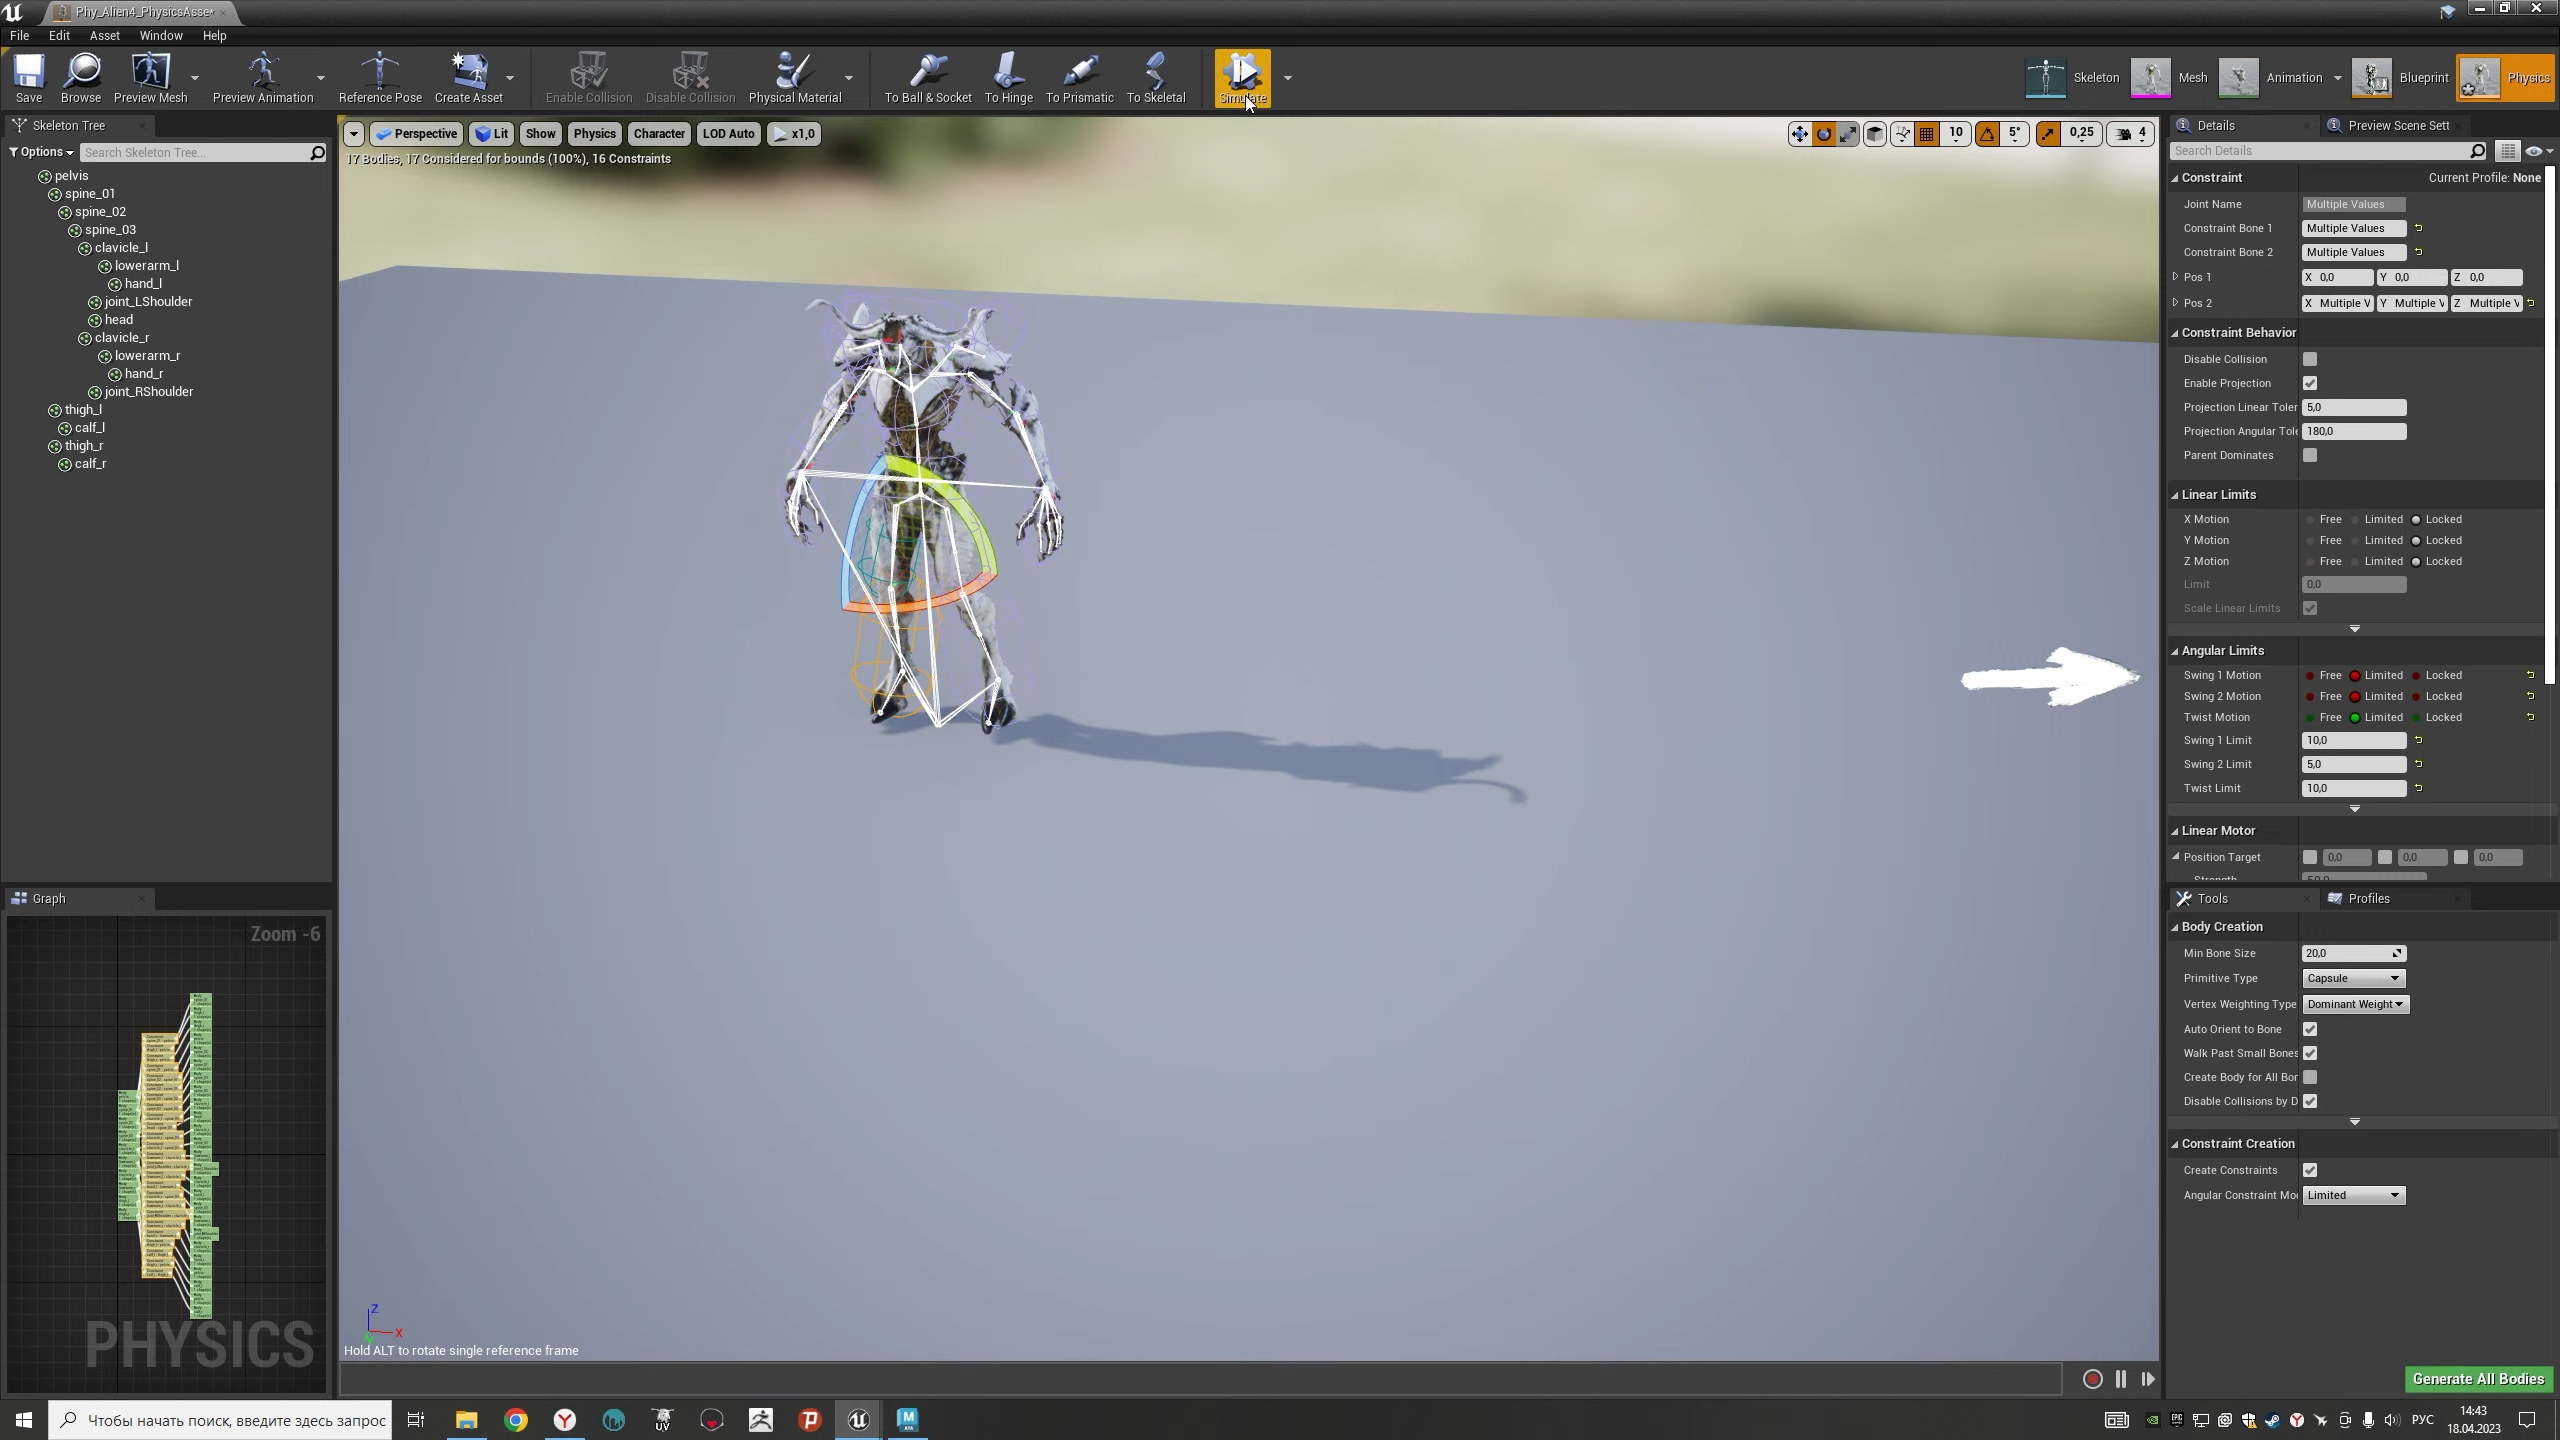 Phy_Alien4_PhysicsAsse*
File Edit Asset Window Help
Save Browse Preview Mesh Preview Animation Reference Pose Create Asset Enable Collision Disable Collision Physical Material To Ball & Socket To Hinge To Prismatic To Skeletal Simulate Skeleton Mesh Animation Blueprint Physics
Skeleton Tree
Options Search Skeleton Tree...
pelvis
spine_01
spine_02
spine_03
clavicle_l
lowerarm_l
hand_l
joint_LShoulder
head
clavicle_r
lowerarm_r
hand_r
joint_RShoulder
thigh_l
calf_l
thigh_r
calf_r
Graph
Zoom -6
PHYSICS
Perspective Lit Show Physics Character LOD Auto x1,0 10 5° 0,25 4
17 Bodies, 17 Considered for bounds (100%), 16 Constraints
Z
X
Hold ALT to rotate single reference frame
Details Preview Scene Sett
Search Details
Constraint Current Profile: None
Joint Name Multiple Values
Constraint Bone 1 Multiple Values
Constraint Bone 2 Multiple Values
Pos 1 X 0,0 Y 0,0 Z 0,0
Pos 2 X Multiple V Y Multiple V Z Multiple V
Constraint Behavior
Disable Collision
Enable Projection
Projection Linear Toler 5,0
Projection Angular Tole 180,0
Parent Dominates
Linear Limits
X Motion Free Limited Locked
Y Motion Free Limited Locked
Z Motion Free Limited Locked
Limit 0,0
Scale Linear Limits
Angular Limits
Swing 1 Motion Free Limited Locked
Swing 2 Motion Free Limited Locked
Twist Motion Free Limited Locked
Swing 1 Limit 10,0
Swing 2 Limit 5,0
Twist Limit 10,0
Linear Motor
Position Target 0,0 0,0 0,0
Tools Profiles
Body Creation
Min Bone Size 20,0
Primitive Type Capsule
Vertex Weighting Type Dominant Weight
Auto Orient to Bone
Walk Past Small Bones
Create Body for All Bor
Disable Collisions by D
Constraint Creation
Create Constraints
Angular Constraint Mo Limited
Generate All Bodies
Чтобы начать поиск, введите здесь запрос
UV
РУС
14:43
18.04.2023